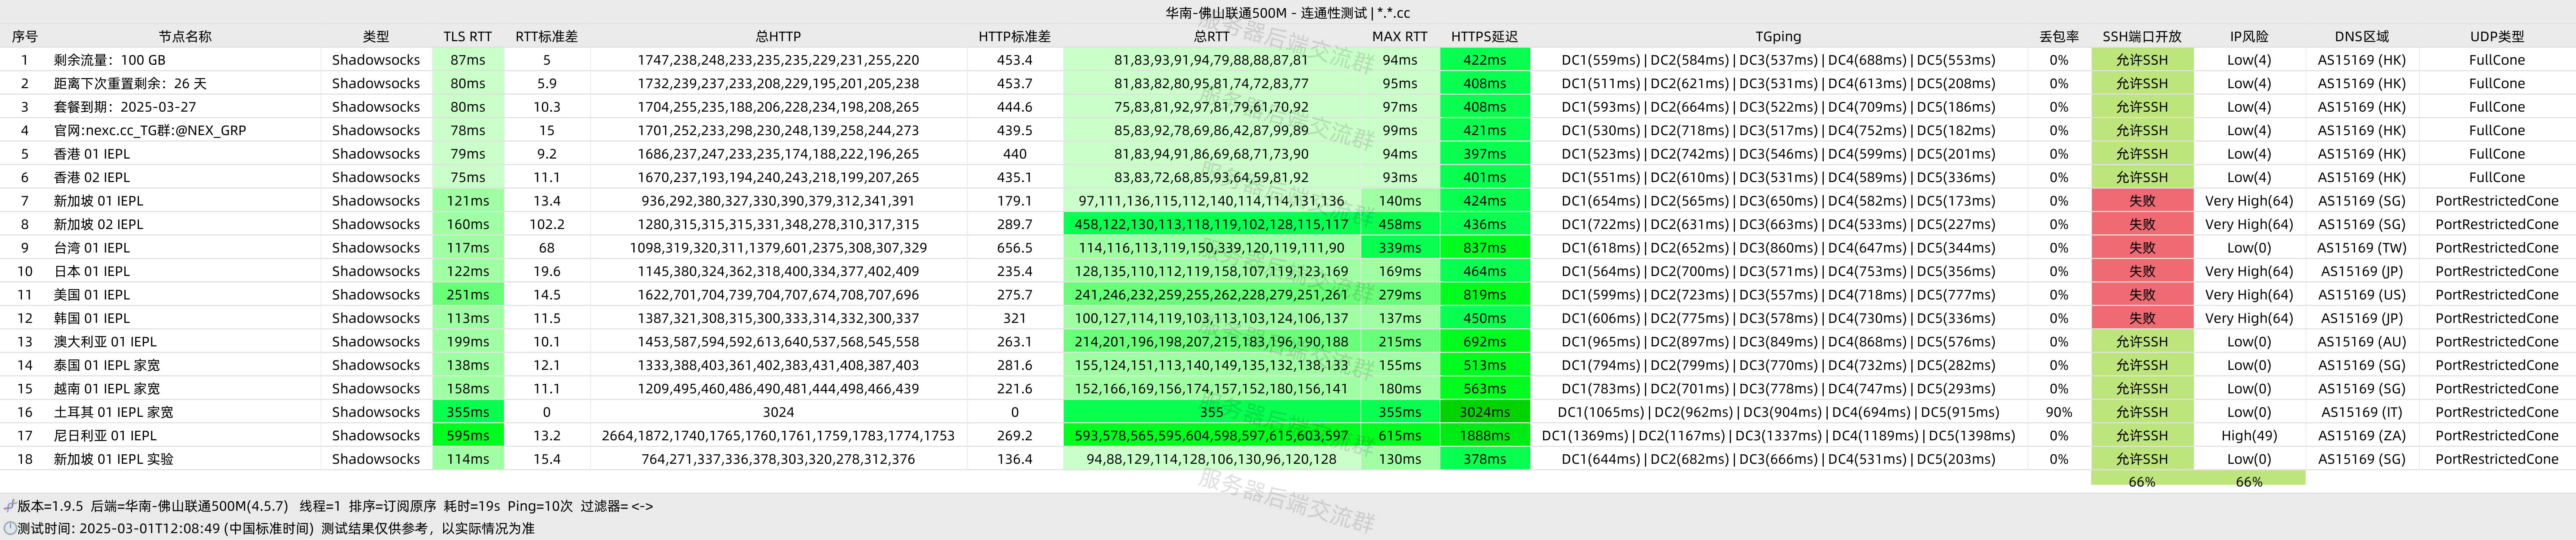 华南-佛山联通500M - 连通性测试 | *.*.cc
序号 节点名称 类型 TLS RTT RTT标准差 总HTTP HTTP标准差 总RTT MAX RTT HTTPS延迟 TGping 丢包率 SSH端口开放 IP风险 DNS区域 UDP类型
1 剩余流量：100 GB Shadowsocks 87ms 5 1747,238,248,233,235,235,229,231,255,220 453.4 81,83,93,91,94,79,88,88,87,81 94ms 422ms DC1(559ms) | DC2(584ms) | DC3(537ms) | DC4(688ms) | DC5(553ms) 0% 允许SSH Low(4) AS15169 (HK) FullCone
2 距离下次重置剩余：26 天 Shadowsocks 80ms 5.9 1732,239,237,233,208,229,195,201,205,238 453.7 81,83,82,80,95,81,74,72,83,77 95ms 408ms DC1(511ms) | DC2(621ms) | DC3(531ms) | DC4(613ms) | DC5(208ms) 0% 允许SSH Low(4) AS15169 (HK) FullCone
3 套餐到期：2025-03-27 Shadowsocks 80ms 10.3 1704,255,235,188,206,228,234,198,208,265 444.6 75,83,81,92,97,81,79,61,70,92 97ms 408ms DC1(593ms) | DC2(664ms) | DC3(522ms) | DC4(709ms) | DC5(186ms) 0% 允许SSH Low(4) AS15169 (HK) FullCone
4 官网:nexc.cc_TG群:@NEX_GRP Shadowsocks 78ms 15 1701,252,233,298,230,248,139,258,244,273 439.5 85,83,92,78,69,86,42,87,99,89 99ms 421ms DC1(530ms) | DC2(718ms) | DC3(517ms) | DC4(752ms) | DC5(182ms) 0% 允许SSH Low(4) AS15169 (HK) FullCone
5 香港 01 IEPL Shadowsocks 79ms 9.2 1686,237,247,233,235,174,188,222,196,265 440 81,83,94,91,86,69,68,71,73,90 94ms 397ms DC1(523ms) | DC2(742ms) | DC3(546ms) | DC4(599ms) | DC5(201ms) 0% 允许SSH Low(4) AS15169 (HK) FullCone
6 香港 02 IEPL Shadowsocks 75ms 11.1 1670,237,193,194,240,243,218,199,207,265 435.1 83,83,72,68,85,93,64,59,81,92 93ms 401ms DC1(551ms) | DC2(610ms) | DC3(531ms) | DC4(589ms) | DC5(336ms) 0% 允许SSH Low(4) AS15169 (HK) FullCone
7 新加坡 01 IEPL Shadowsocks 121ms 13.4 936,292,380,327,330,390,379,312,341,391 179.1 97,111,136,115,112,140,114,114,131,136 140ms 424ms DC1(654ms) | DC2(565ms) | DC3(650ms) | DC4(582ms) | DC5(173ms) 0% 失败 Very High(64) AS15169 (SG) PortRestrictedCone
8 新加坡 02 IEPL Shadowsocks 160ms 102.2 1280,315,315,315,331,348,278,310,317,315 289.7 458,122,130,113,118,119,102,128,115,117 458ms 436ms DC1(722ms) | DC2(631ms) | DC3(663ms) | DC4(533ms) | DC5(227ms) 0% 失败 Very High(64) AS15169 (SG) PortRestrictedCone
9 台湾 01 IEPL Shadowsocks 117ms 68 1098,319,320,311,1379,601,2375,308,307,329 656.5 114,116,113,119,150,339,120,119,111,90 339ms 837ms DC1(618ms) | DC2(652ms) | DC3(860ms) | DC4(647ms) | DC5(344ms) 0% 失败 Low(0) AS15169 (TW) PortRestrictedCone
10 日本 01 IEPL Shadowsocks 122ms 19.6 1145,380,324,362,318,400,334,377,402,409 235.4 128,135,110,112,119,158,107,119,123,169 169ms 464ms DC1(564ms) | DC2(700ms) | DC3(571ms) | DC4(753ms) | DC5(356ms) 0% 失败 Very High(64) AS15169 (JP) PortRestrictedCone
11 美国 01 IEPL Shadowsocks 251ms 14.5 1622,701,704,739,704,707,674,708,707,696 275.7 241,246,232,259,255,262,228,279,251,261 279ms 819ms DC1(599ms) | DC2(723ms) | DC3(557ms) | DC4(718ms) | DC5(777ms) 0% 失败 Very High(64) AS15169 (US) PortRestrictedCone
12 韩国 01 IEPL Shadowsocks 113ms 11.5 1387,321,308,315,300,333,314,332,300,337 321 100,127,114,119,103,113,103,124,106,137 137ms 450ms DC1(606ms) | DC2(775ms) | DC3(578ms) | DC4(730ms) | DC5(336ms) 0% 失败 Very High(64) AS15169 (JP) PortRestrictedCone
13 澳大利亚 01 IEPL Shadowsocks 199ms 10.1 1453,587,594,592,613,640,537,568,545,558 263.1 214,201,196,198,207,215,183,196,190,188 215ms 692ms DC1(965ms) | DC2(897ms) | DC3(849ms) | DC4(868ms) | DC5(576ms) 0% 允许SSH Low(0) AS15169 (AU) PortRestrictedCone
14 泰国 01 IEPL 家宽 Shadowsocks 138ms 12.1 1333,388,403,361,402,383,431,408,387,403 281.6 155,124,151,113,140,149,135,132,138,133 155ms 513ms DC1(794ms) | DC2(799ms) | DC3(770ms) | DC4(732ms) | DC5(282ms) 0% 允许SSH Low(0) AS15169 (SG) PortRestrictedCone
15 越南 01 IEPL 家宽 Shadowsocks 158ms 11.1 1209,495,460,486,490,481,444,498,466,439 221.6 152,166,169,156,174,157,152,180,156,141 180ms 563ms DC1(783ms) | DC2(701ms) | DC3(778ms) | DC4(747ms) | DC5(293ms) 0% 允许SSH Low(0) AS15169 (SG) PortRestrictedCone
16 土耳其 01 IEPL 家宽 Shadowsocks 355ms 0 3024 0 355 355ms 3024ms DC1(1065ms) | DC2(962ms) | DC3(904ms) | DC4(694ms) | DC5(915ms) 90% 允许SSH Low(0) AS15169 (IT) PortRestrictedCone
17 尼日利亚 01 IEPL Shadowsocks 595ms 13.2 2664,1872,1740,1765,1760,1761,1759,1783,1774,1753 269.2 593,578,565,595,604,598,597,615,603,597 615ms 1888ms DC1(1369ms) | DC2(1167ms) | DC3(1337ms) | DC4(1189ms) | DC5(1398ms) 0% 允许SSH High(49) AS15169 (ZA) PortRestrictedCone
18 新加坡 01 IEPL 实验 Shadowsocks 114ms 15.4 764,271,337,336,378,303,320,278,312,376 136.4 94,88,129,114,128,106,130,96,120,128 130ms 378ms DC1(644ms) | DC2(682ms) | DC3(666ms) | DC4(531ms) | DC5(203ms) 0% 允许SSH Low(0) AS15169 (SG) PortRestrictedCone
66% 66%
版本=1.9.5 后端=华南-佛山联通500M(4.5.7) 线程=1 排序=订阅原序 耗时=19s Ping=10次 过滤器= <->
测试时间: 2025-03-01T12:08:49 (中国标准时间) 测试结果仅供参考，以实际情况为准
服务器后端交流群
服务器后端交流群
服务器后端交流群
服务器后端交流群
服务器后端交流群
服务器后端交流群
服务器后端交流群